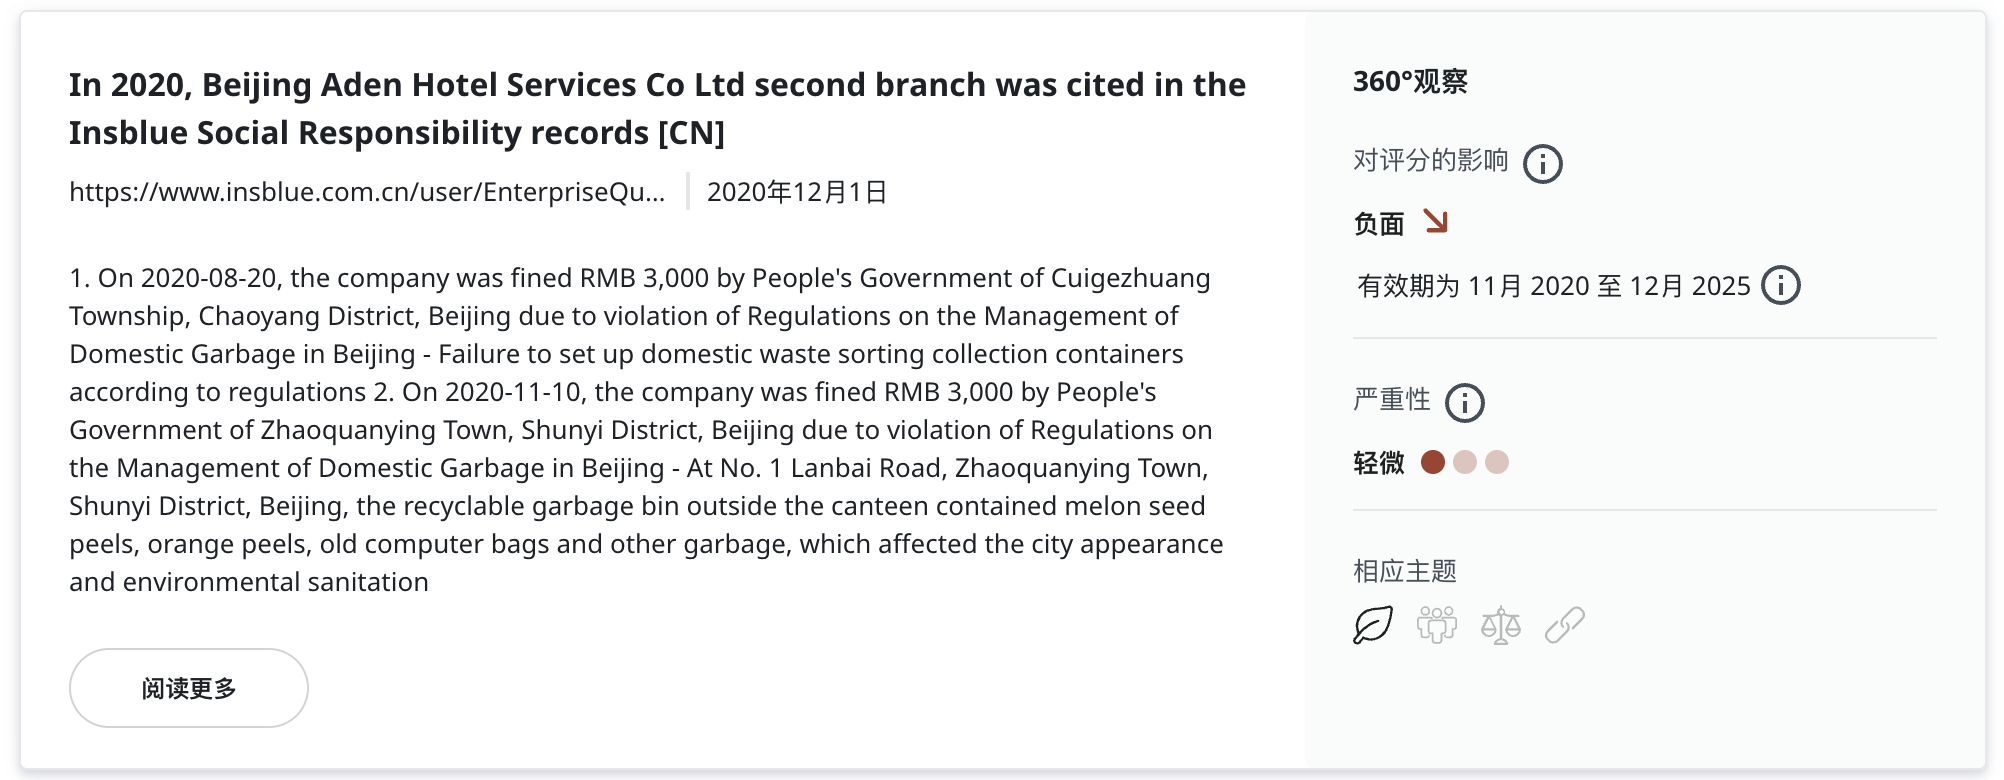 In 2020, Beijing Aden Hotel Services Co Ltd second branch was cited in the
Insblue Social Responsibility records [CN]
https://www.insblue.com.cn/user/EnterpriseQu...
2020年12月1日
1. On 2020-08-20, the company was fined RMB 3,000 by People's Government of Cuigezhuang
Township, Chaoyang District, Beijing due to violation of Regulations on the Management of
Domestic Garbage in Beijing - Failure to set up domestic waste sorting collection containers
according to regulations 2. On 2020-11-10, the company was fined RMB 3,000 by People's
Government of Zhaoquanying Town, Shunyi District, Beijing due to violation of Regulations on
the Management of Domestic Garbage in Beijing - At No. 1 Lanbai Road, Zhaoquanying Town,
Shunyi District, Beijing, the recyclable garbage bin outside the canteen contained melon seed
peels, orange peels, old computer bags and other garbage, which affected the city appearance
and environmental sanitation
阅读更多
360°观察
对评分的影响
负面
有效期为 11月 2020 至 12月 2025
严重性
轻微
相应主题